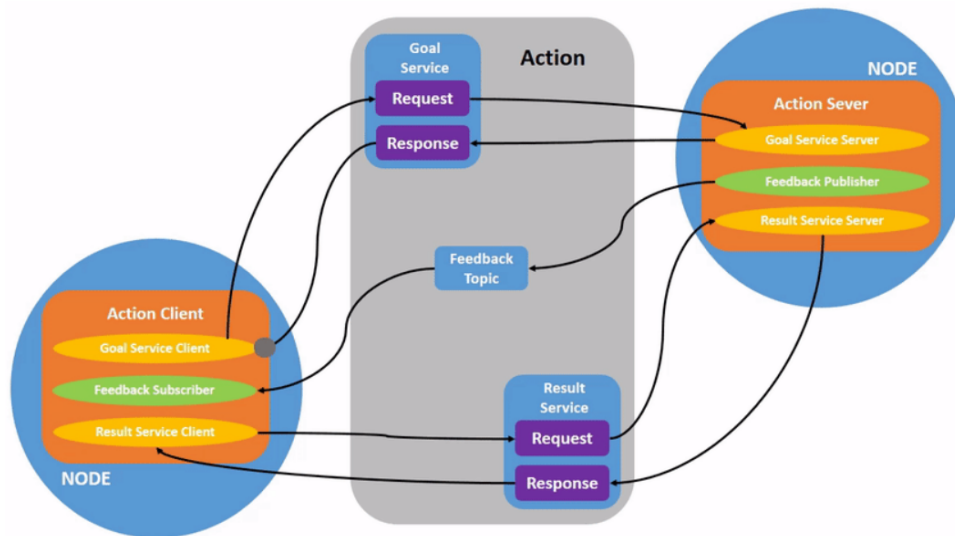 Goal
Service
Request
Response
Action
NODE
Action Sever
Goal Service Server
Feedback Publisher
Result Service Server
Feedback
Topic
Action Client
Goal Service Client
Feedback Subscriber
Result Service Client
NODE
Result
Service
Request
Response